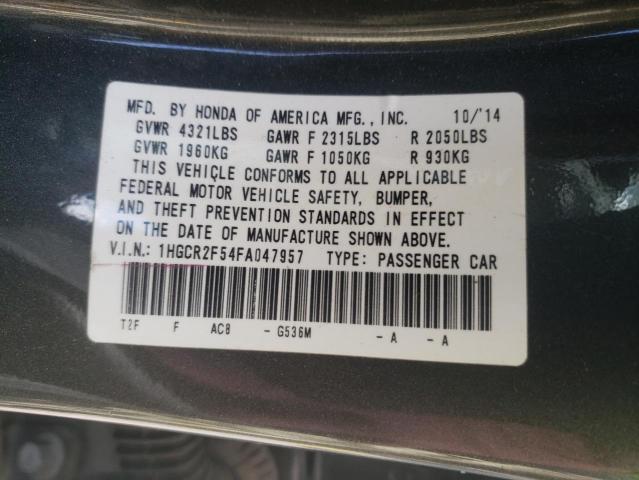 MFD. BY HONDA OF AMERICA MFG., INC. 10/'14
GVWR 4321LBS GAWR F 2315LBS R 2050LBS
GVWR 1960KG GAWR F 1050KG R 930KG
THIS VEHICLE CONFORMS TO ALL APPLICABLE
FEDERAL MOTOR VEHICLE SAFETY, BUMPER,
AND THEFT PREVENTION STANDARDS IN EFFECT
ON DATE OF MANUFACTURE SHOWN ABOVE.
V.I.N.: 1HGCR2F54FA047957 TYPE: PASSENGER CAR
T2F F AC8 - G536M - A - A